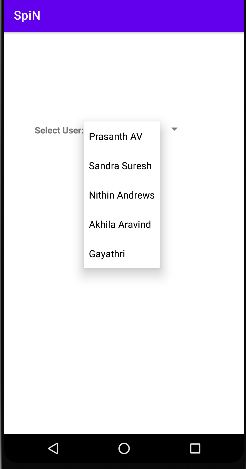 SpiN
Select User:
Prasanth AV
Sandra Suresh
Nithin Andrews
Akhila Aravind
Gayathri